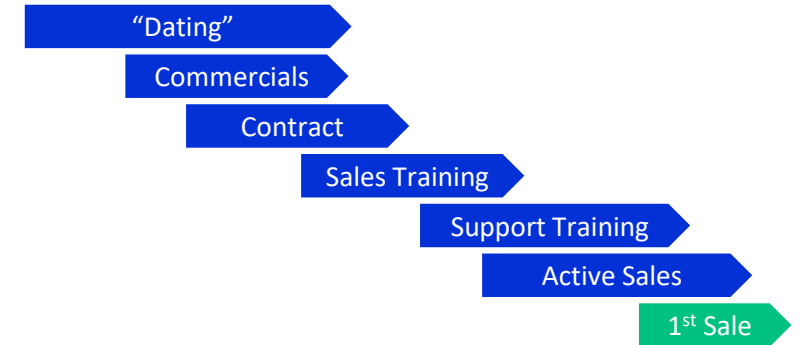 “Dating”
Commercials
Contract
Sales Training
Support Training
Active Sales
1st Sale